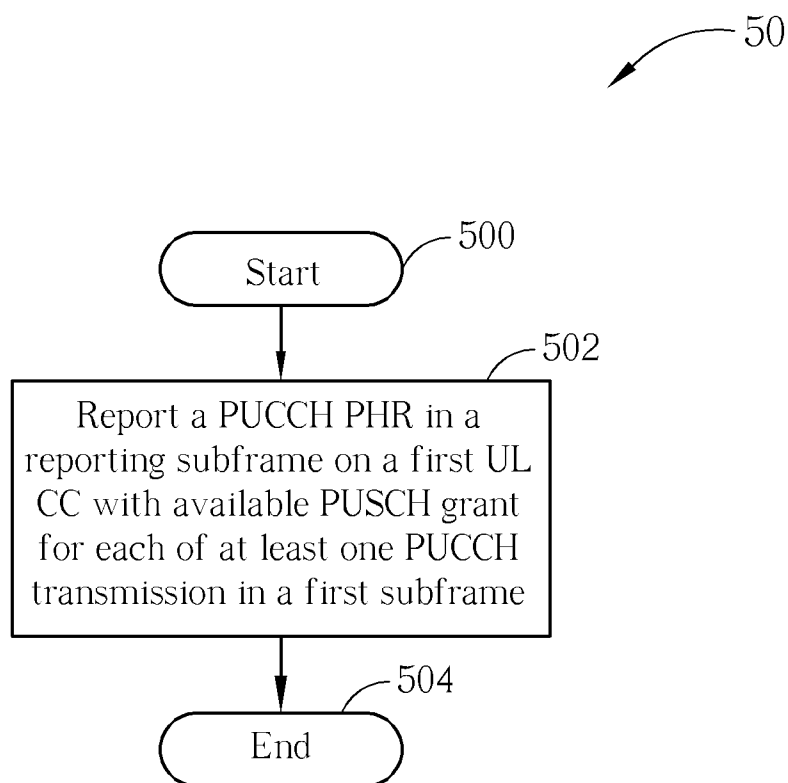 50
500
Start
502
Report a PUCCH PHR in a
reporting subframe on a first UL
CC with available PUSCH grant
for each of at least one PUCCH
transmission in a first subframe
504
End